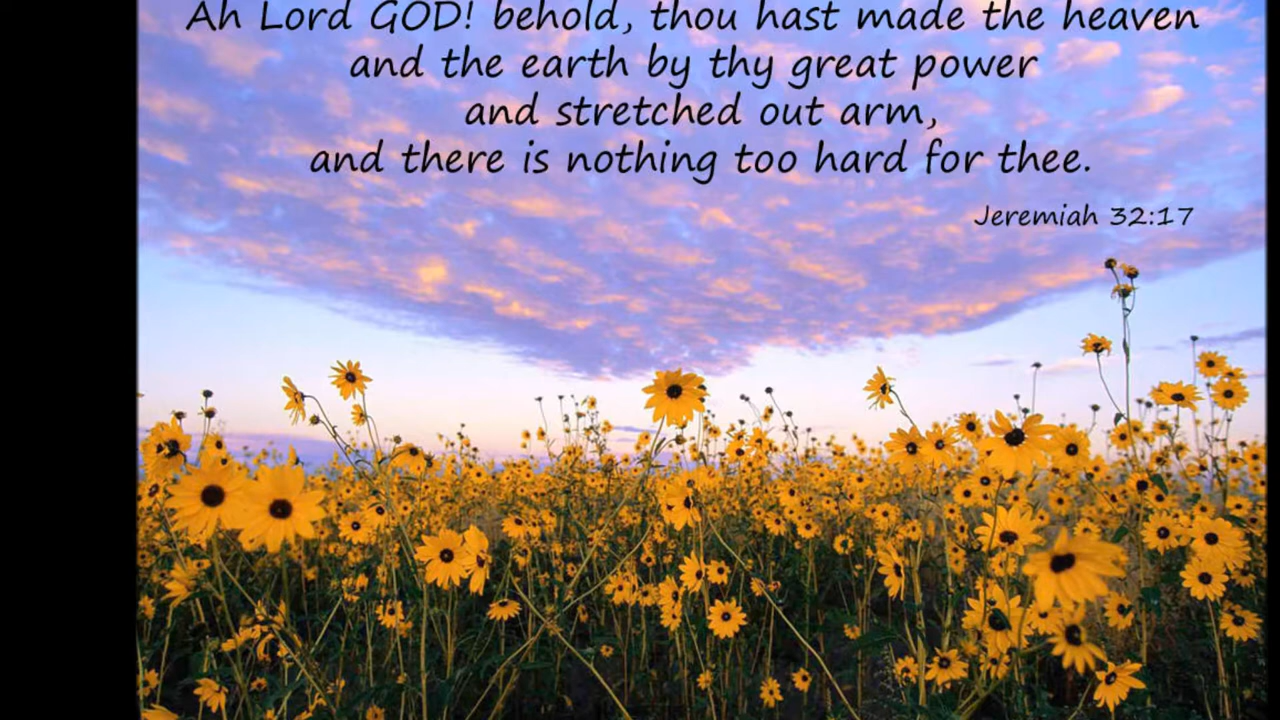 Ah Lord GOD! behold, thou hast made the heaven
and the earth by thy great power
and stretched out arm,
and there is nothing too hard for thee.
Jeremiah 32:17